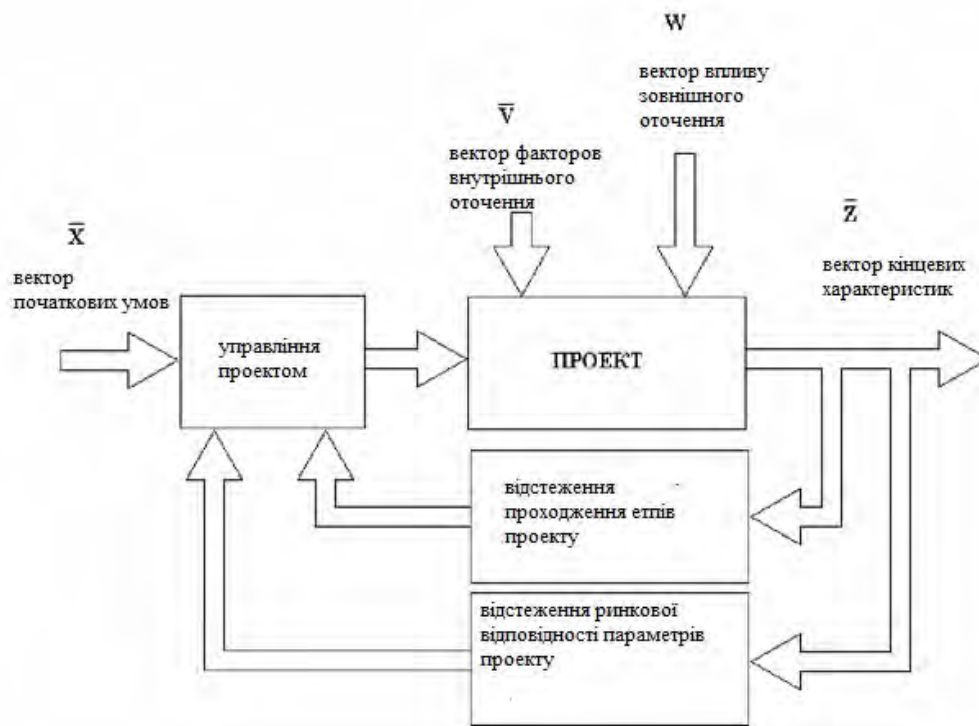 W
вектор впливу
зовнішного
оточення
V̅
вектор факторов
внутрішнього
оточення
X̅
вектор
початкових умов
Z̅
вектор кінцевих
характеристик
управління
проектом
ПРОЕКТ
відстеження
проходження етпів
проекту
відстеження ринкової
відповідності параметрів
проекту